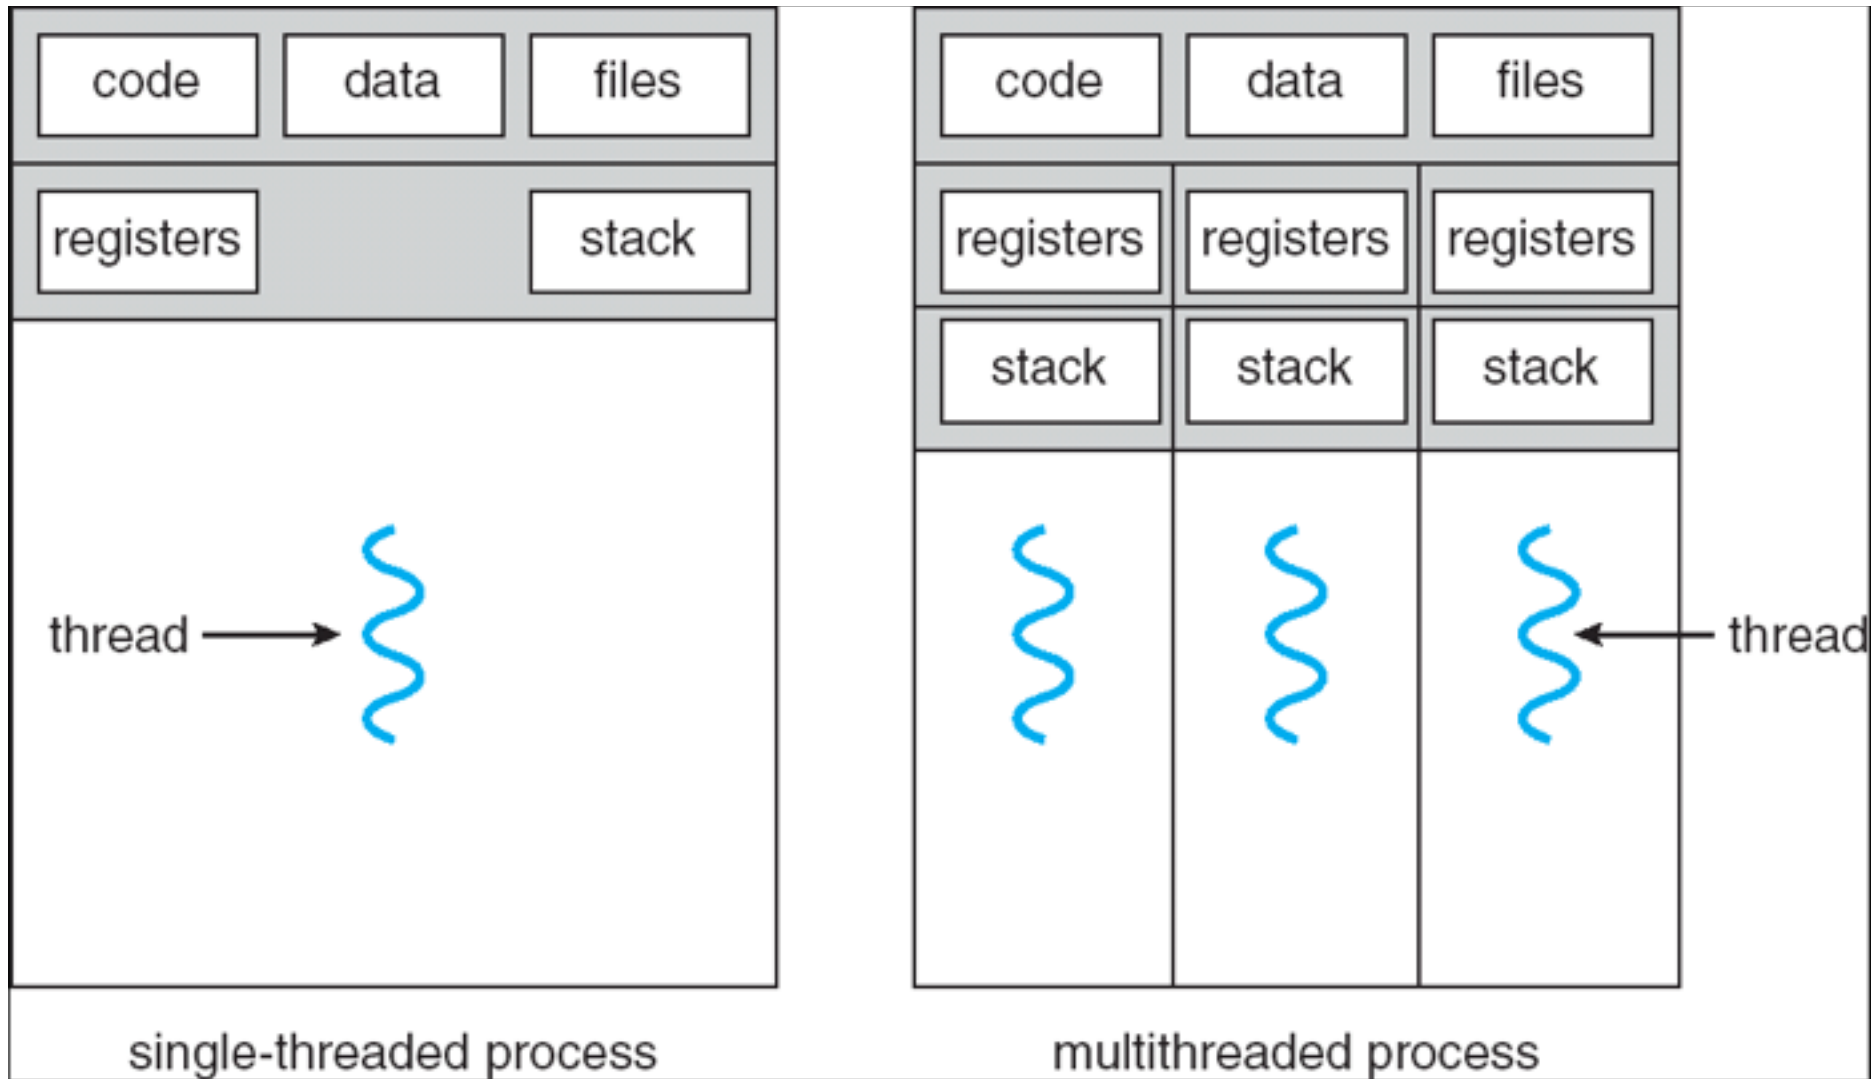 code data files
registers stack
thread
single-threaded process
code data files
registers registers registers
stack stack stack
thread
multithreaded process